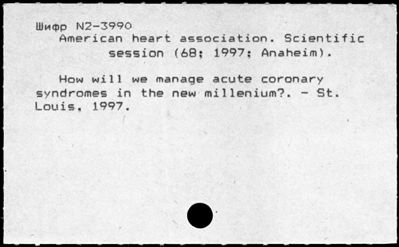 Шифр N2-3990
American heart association. Scientific
session (68; 1997; Anaheim).
How will we manage acute coronary
syndromes in the new millenium?. - St.
Louis, 1997.